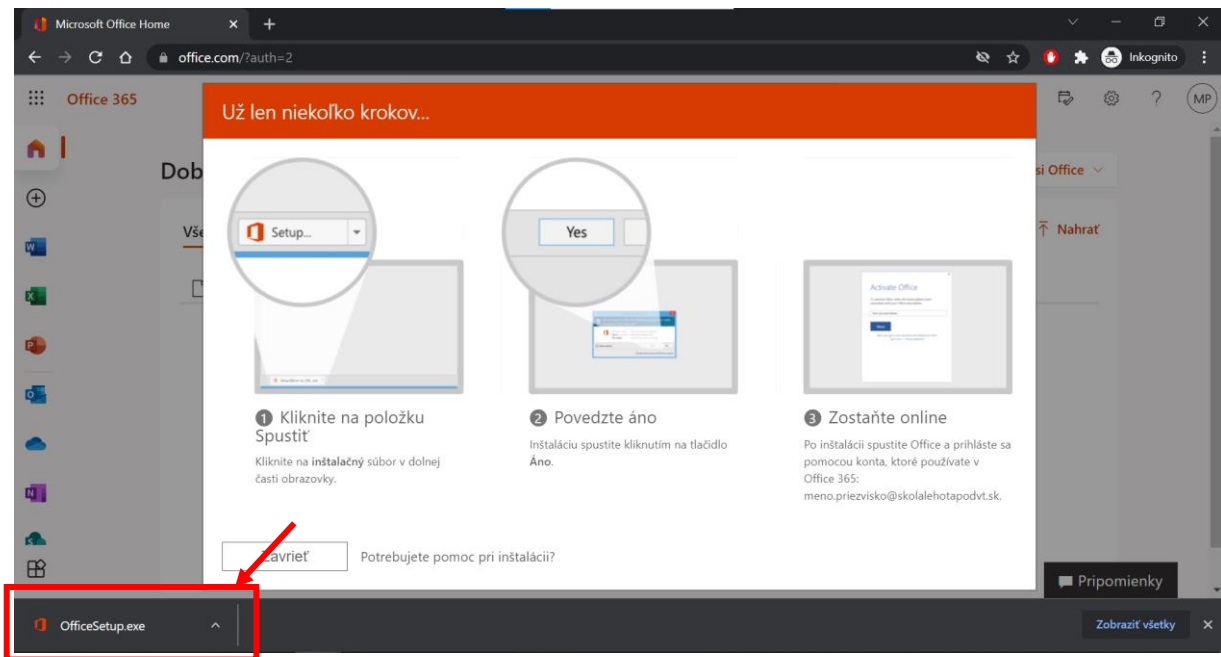 Microsoft Office Home
office.com/?auth=2
Inkognito
Office 365
MP
Už len niekoľko krokov...
Dob
si Office
Vše
Nahrať
Setup...
Yes
Activate Office
1 Kliknite na položku
Spustiť
Kliknite na inštalačný súbor v dolnej
časti obrazovky.
2 Povedzte áno
Inštaláciu spustite kliknutím na tlačidlo
Áno.
3 Zostaňte online
Po inštalácii spustite Office a prihláste sa
pomocou konta, ktoré používate v
Office 365:
meno.priezvisko@skolalehotapodvt.sk.
Zavrieť
Potrebujete pomoc pri inštalácii?
Pripomienky
OfficeSetup.exe
Zobraziť všetky